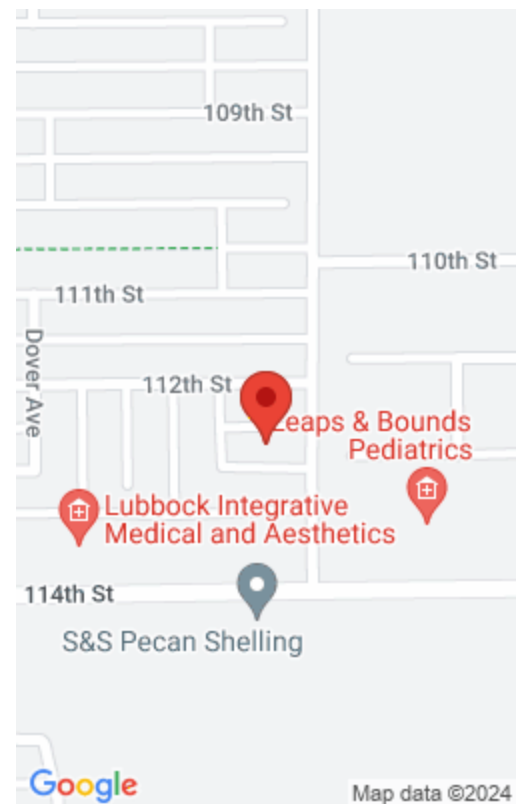 109th St
110th St
111th St
Dover Ave
112th St
Leaps & Bounds
Pediatrics
Lubbock Integrative
Medical and Aesthetics
114th St
S&S Pecan Shelling
Google
Map data ©2024